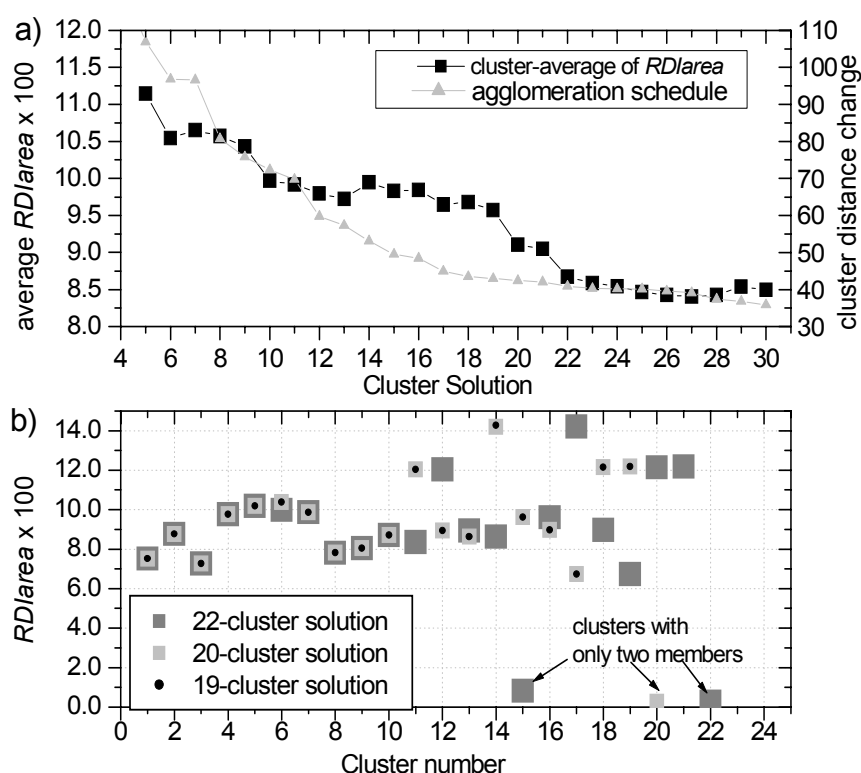 a)
12.0
11.5
11.0
10.5
10.0
9.5
9.0
8.5
8.0
average RDIarea x 100
cluster-average of RDIarea
agglomeration schedule
110
100
90
80
70
60
50
40
30
cluster distance change
4 6 8 10 12 14 16 18 20 22 24 26 28 30
Cluster Solution
b)
14.0
12.0
10.0
8.0
6.0
4.0
2.0
0.0
RDIarea x 100
22-cluster solution
20-cluster solution
19-cluster solution
clusters with
only two members
0 2 4 6 8 10 12 14 16 18 20 22 24
Cluster number